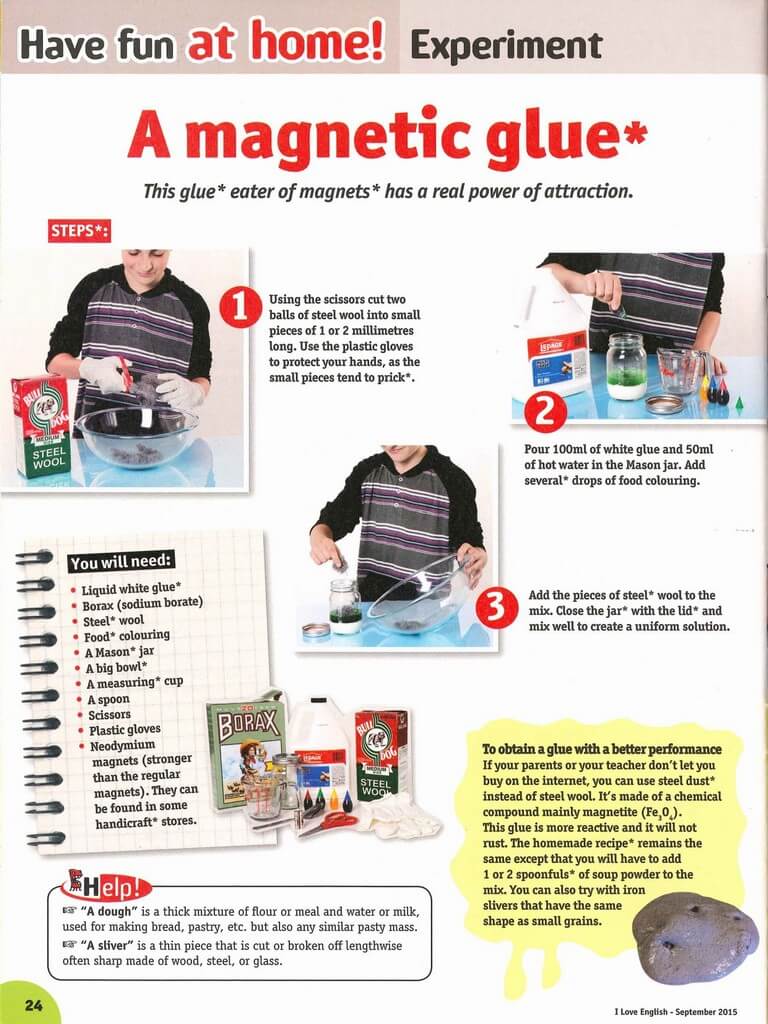 Have fun at home! Experiment
A magnetic glue*
This glue* eater of magnets* has a real power of attraction.
STEPS*:
1
Using the scissors cut two
balls of steel wool into small
pieces of 1 or 2 millimetres
long. Use the plastic gloves
to protect your hands, as the
small pieces tend to prick*.
BULL
DOG
MEDIUM
STEEL
WOOL
LEPAGE
2
Pour 100ml of white glue and 50ml
of hot water in the Mason jar. Add
several* drops of food colouring.
3
Add the pieces of steel* wool to the
mix. Close the jar* with the lid* and
mix well to create a uniform solution.
You will need:
• Liquid white glue*
• Borax (sodium borate)
• Steel* wool
• Food* colouring
• A Mason* jar
• A big bowl*
• A measuring* cup
• A spoon
• Scissors
• Plastic gloves
• Neodymium
magnets (stronger
than the regular
magnets). They can
be found in some
handicraft* stores.
20
BORAX
LEPAGE
BULL
DOG
MEDIUM
STEEL
WOOL
To obtain a glue with a better performance
If your parents or your teacher don't let you
buy on the internet, you can use steel dust*
instead of steel wool. It's made of a chemical
compound mainly magnetite (Fe₃O₄).
This glue is more reactive and it will not
rust. The homemade recipe* remains the
same except that you will have to add
1 or 2 spoonfuls* of soup powder to the
mix. You can also try with iron
slivers that have the same
shape as small grains.
Help!
☞ “A dough” is a thick mixture of flour or meal and water or milk,
used for making bread, pastry, etc. but also any similar pasty mass.
☞ “A sliver” is a thin piece that is cut or broken off lengthwise
often sharp made of wood, steel, or glass.
24
I Love English - September 2015